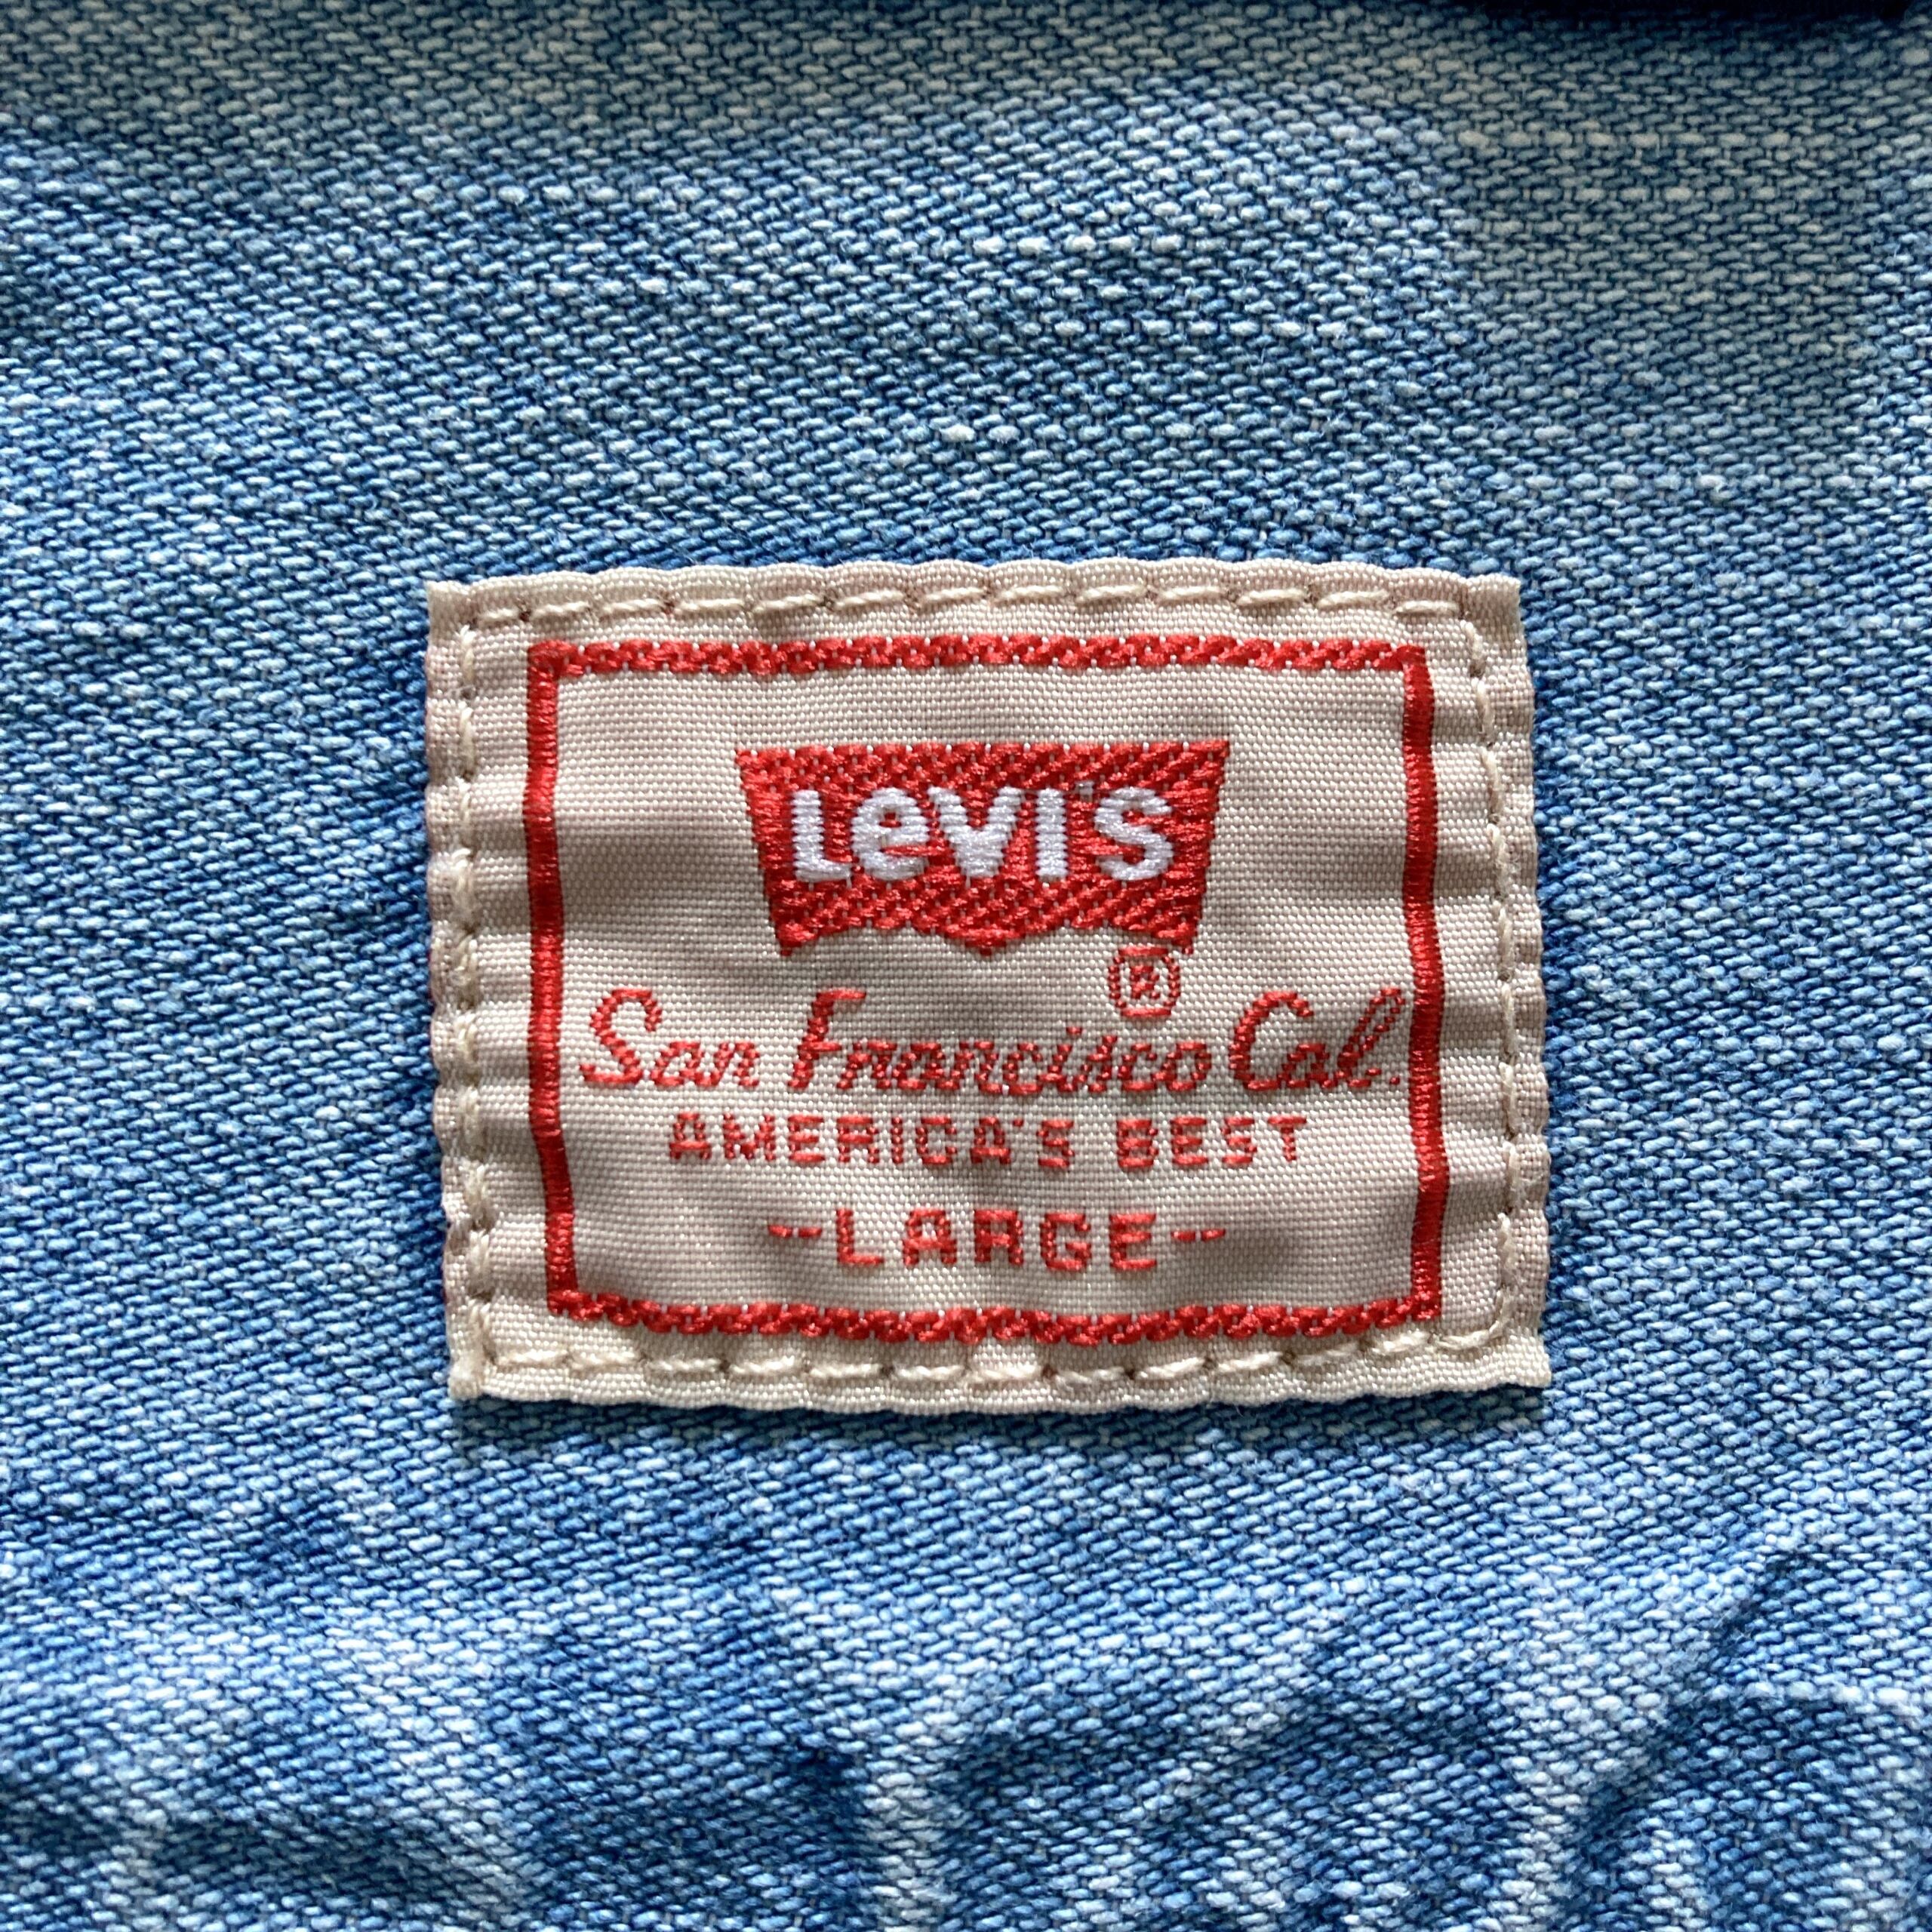 LEVI'S
®
San Francisco Cal.
AMERICA'S BEST
--LARGE--